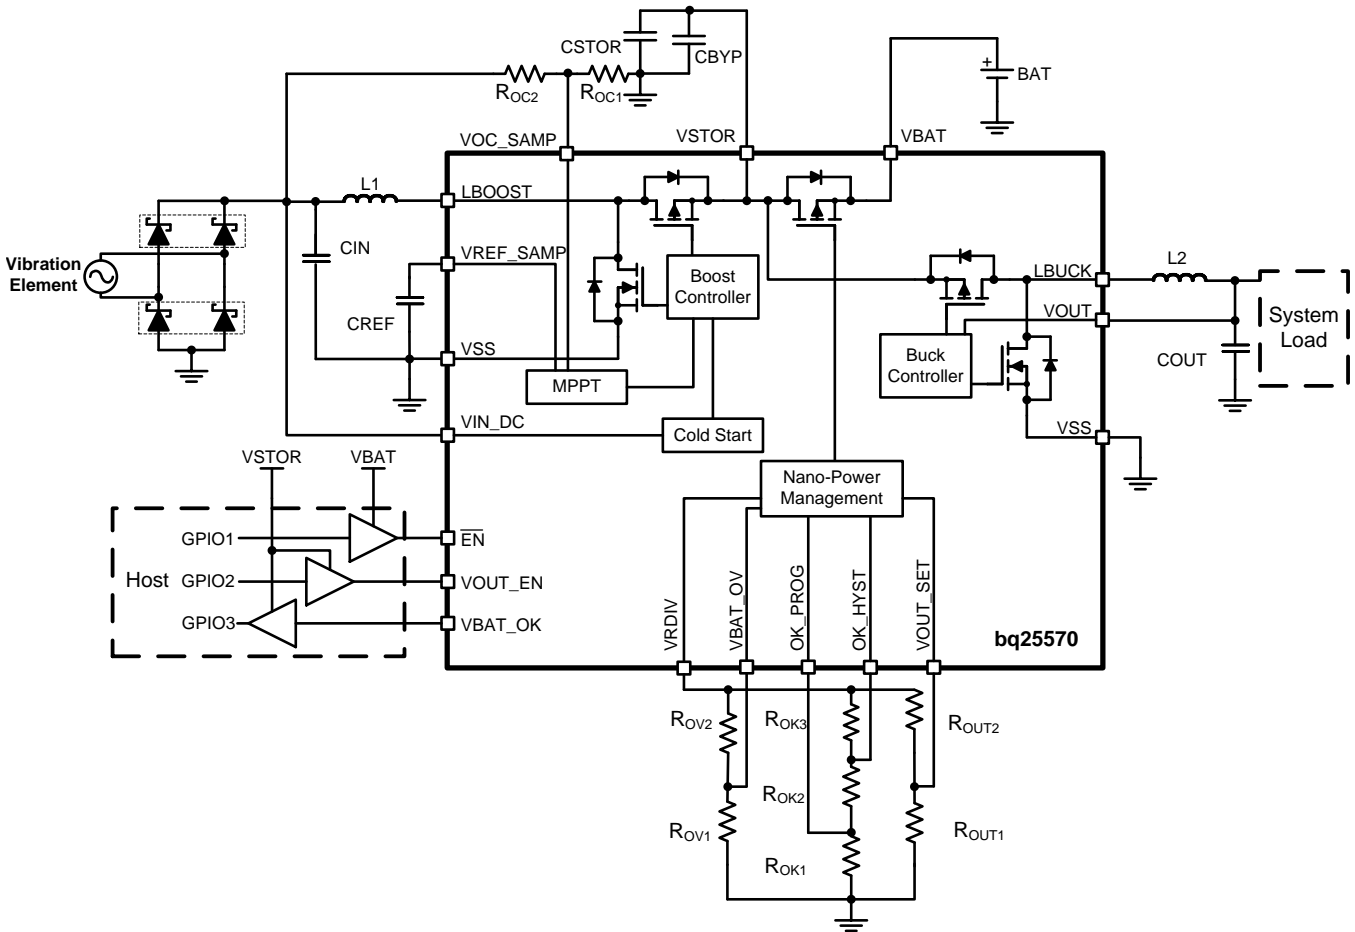 CSTOR
CBYP
BAT
+
ROC2
ROC1
VOC_SAMP
VSTOR
VBAT
L1
LBOOST
CIN
VREF_SAMP
Boost
Controller
LBUCK
L2
Vibration
Element
CREF
VOUT
System
Load
VSS
MPPT
Buck
Controller
COUT
VIN_DC
Cold Start
VSS
VSTOR
VBAT
Nano-Power
Management
GPIO1
EN
Host
GPIO2
VOUT_EN
GPIO3
VBAT_OK
VRDIV
VBAT_OV
OK_PROG
OK_HYST
VOUT_SET
bq25570
ROV2
ROK3
ROUT2
ROK2
ROV1
ROUT1
ROK1